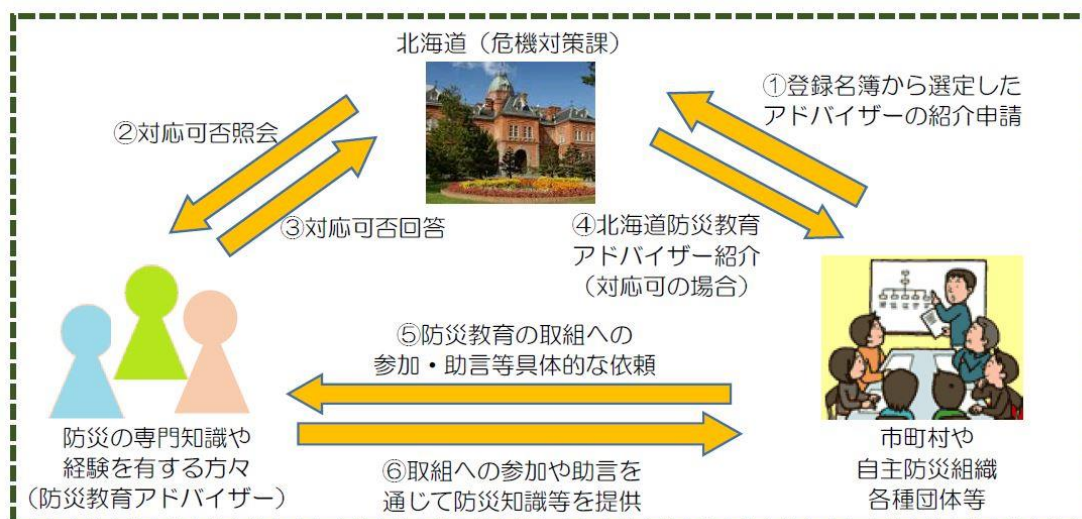 北海道（危機対策課）
①登録名簿から選定した
アドバイザーの紹介申請
②対応可否照会
③対応可否回答
④北海道防災教育
アドバイザー紹介
（対応可の場合）
⑤防災教育の取組への
参加・助言等具体的な依頼
防災の専門知識や
経験を有する方々
（防災教育アドバイザー）
⑥取組への参加や助言を
通じて防災知識等を提供
市町村や
自主防災組織
各種団体等